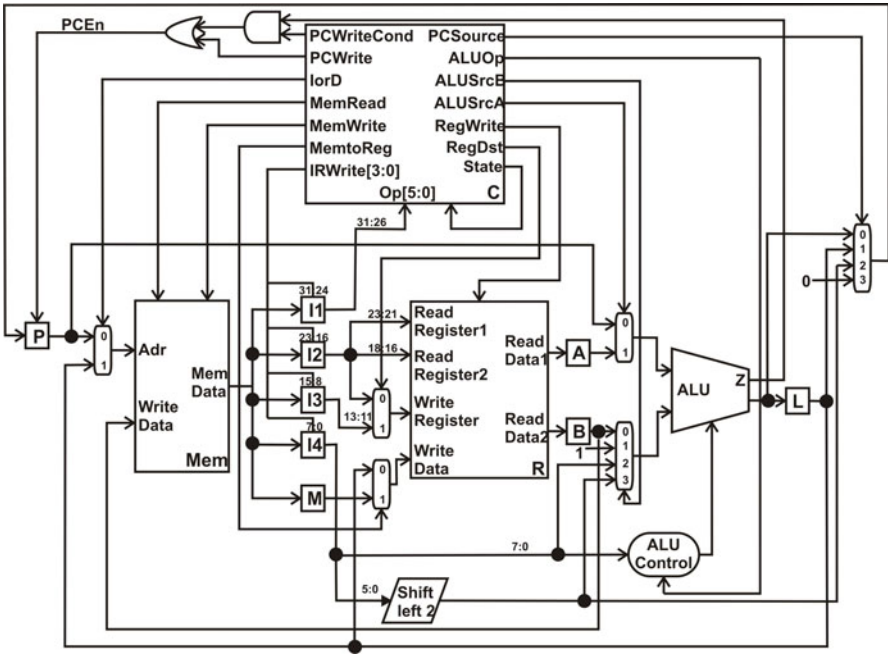 PCEn
PCWriteCond PCSource
PCWrite ALUOp
IorD ALUSrcB
MemRead ALUSrcA
MemWrite RegWrite
MemtoReg RegDst
IRWrite[3:0] State
Op[5:0] C
31:26
0
1
2
3
0
31:24
I1
23:21
Read
Register1
23:16
I2
18:16
Read
Register2
15:8
I3
13:11
Write
Register
7:0
I4
Write
Data
M
0
1
0
1
Read
Data1
Read
Data2
R
P
0
1
Adr
Mem
Data
Write
Data
Mem
A
B
0
1
0
1
2
3
1
ALU
Z
L
7:0
ALU
Control
5:0
Shift
left 2